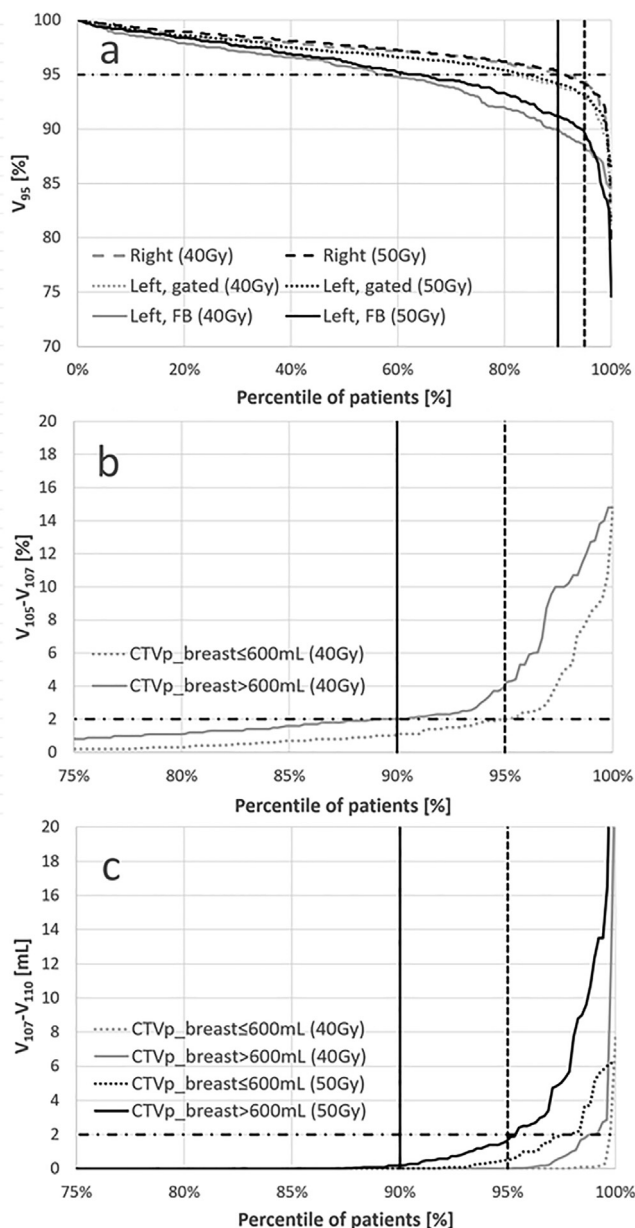 a
100
95
90
85
80
75
70
V₉₅ [%]
Right (40Gy) Right (50Gy)
Left, gated (40Gy) Left, gated (50Gy)
Left, FB (40Gy) Left, FB (50Gy)
0% 20% 40% 60% 80% 100%
Percentile of patients [%]
b
20
18
16
14
12
10
8
6
4
2
0
V₁₀₅-V₁₀₇ [%]
CTVp_breast≤600mL (40Gy)
CTVp_breast>600mL (40Gy)
75% 80% 85% 90% 95% 100%
Percentile of patients [%]
c
20
18
16
14
12
10
8
6
4
2
0
V₁₀₇-V₁₁₀ [mL]
CTVp_breast≤600mL (40Gy)
CTVp_breast>600mL (40Gy)
CTVp_breast≤600mL (50Gy)
CTVp_breast>600mL (50Gy)
75% 80% 85% 90% 95% 100%
Percentile of patients [%]